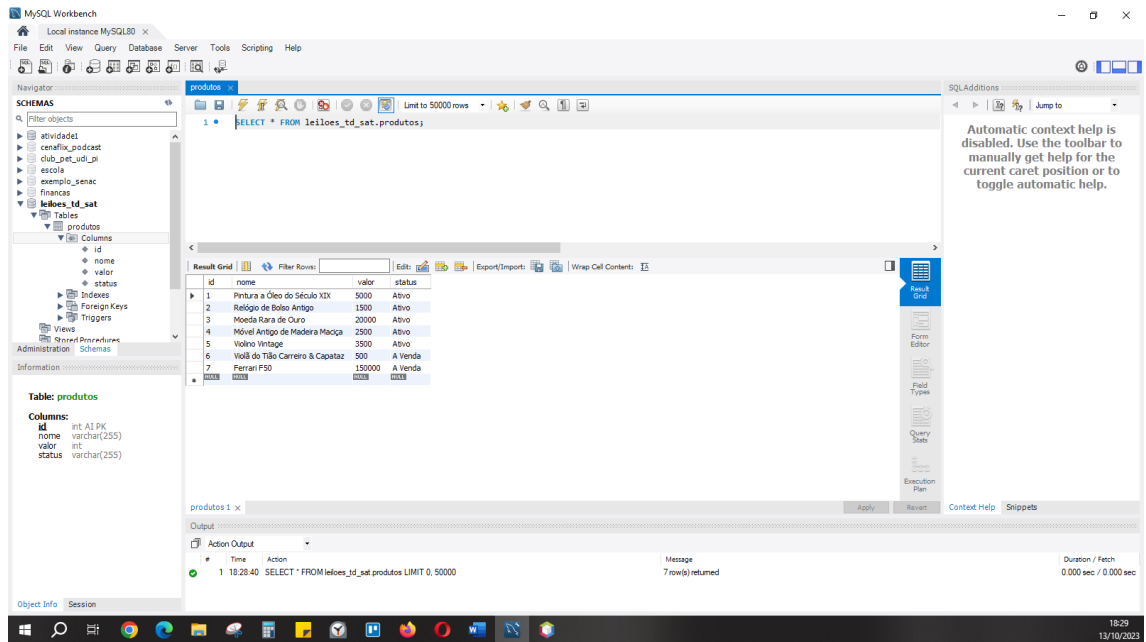 MySQL Workbench
Local instance MySQL80 ×
File Edit View Query Database Server Tools Scripting Help
Navigator
SCHEMAS
Filter objects
atividade1
cenaflix_podcast
club_pet_udi_pi
escola
exemplo_senac
financas
leiloes_td_sat
Tables
produtos
Columns
id
nome
valor
status
Indexes
Foreign Keys
Triggers
Views
Stored Procedures
Administration Schemas
Information
Table: produtos
Columns:
id int AI PK
nome varchar(255)
valor int
status varchar(255)
Object Info Session
produtos ×
Limit to 50000 rows
1 SELECT * FROM leiloes_td_sat.produtos;
Result Grid Filter Rows: Edit: Export/Import: Wrap Cell Content:
id nome valor status
1 Pintura a Óleo do Século XIX 5000 Ativo
2 Relógio de Bolso Antigo 1500 Ativo
3 Moeda Rara de Ouro 20000 Ativo
4 Móvel Antigo de Madeira Maciça 2500 Ativo
5 Violino Vintage 3500 Ativo
6 Violã do Tião Carreiro & Capataz 500 A Venda
7 Ferrari F50 150000 A Venda
NULL NULL NULL NULL
Result Grid
Form Editor
Field Types
Query Stats
Execution Plan
produtos 1 ×
Apply Revert
Output
Action Output
# Time Action Message Duration / Fetch
1 18:28:40 SELECT * FROM leiloes_td_sat.produtos LIMIT 0, 50000 7 row(s) returned 0.000 sec / 0.000 sec
SQLAdditions
Jump to
Automatic context help is
disabled. Use the toolbar to
manually get help for the
current caret position or to
toggle automatic help.
Context Help Snippets
18:29
13/10/2023